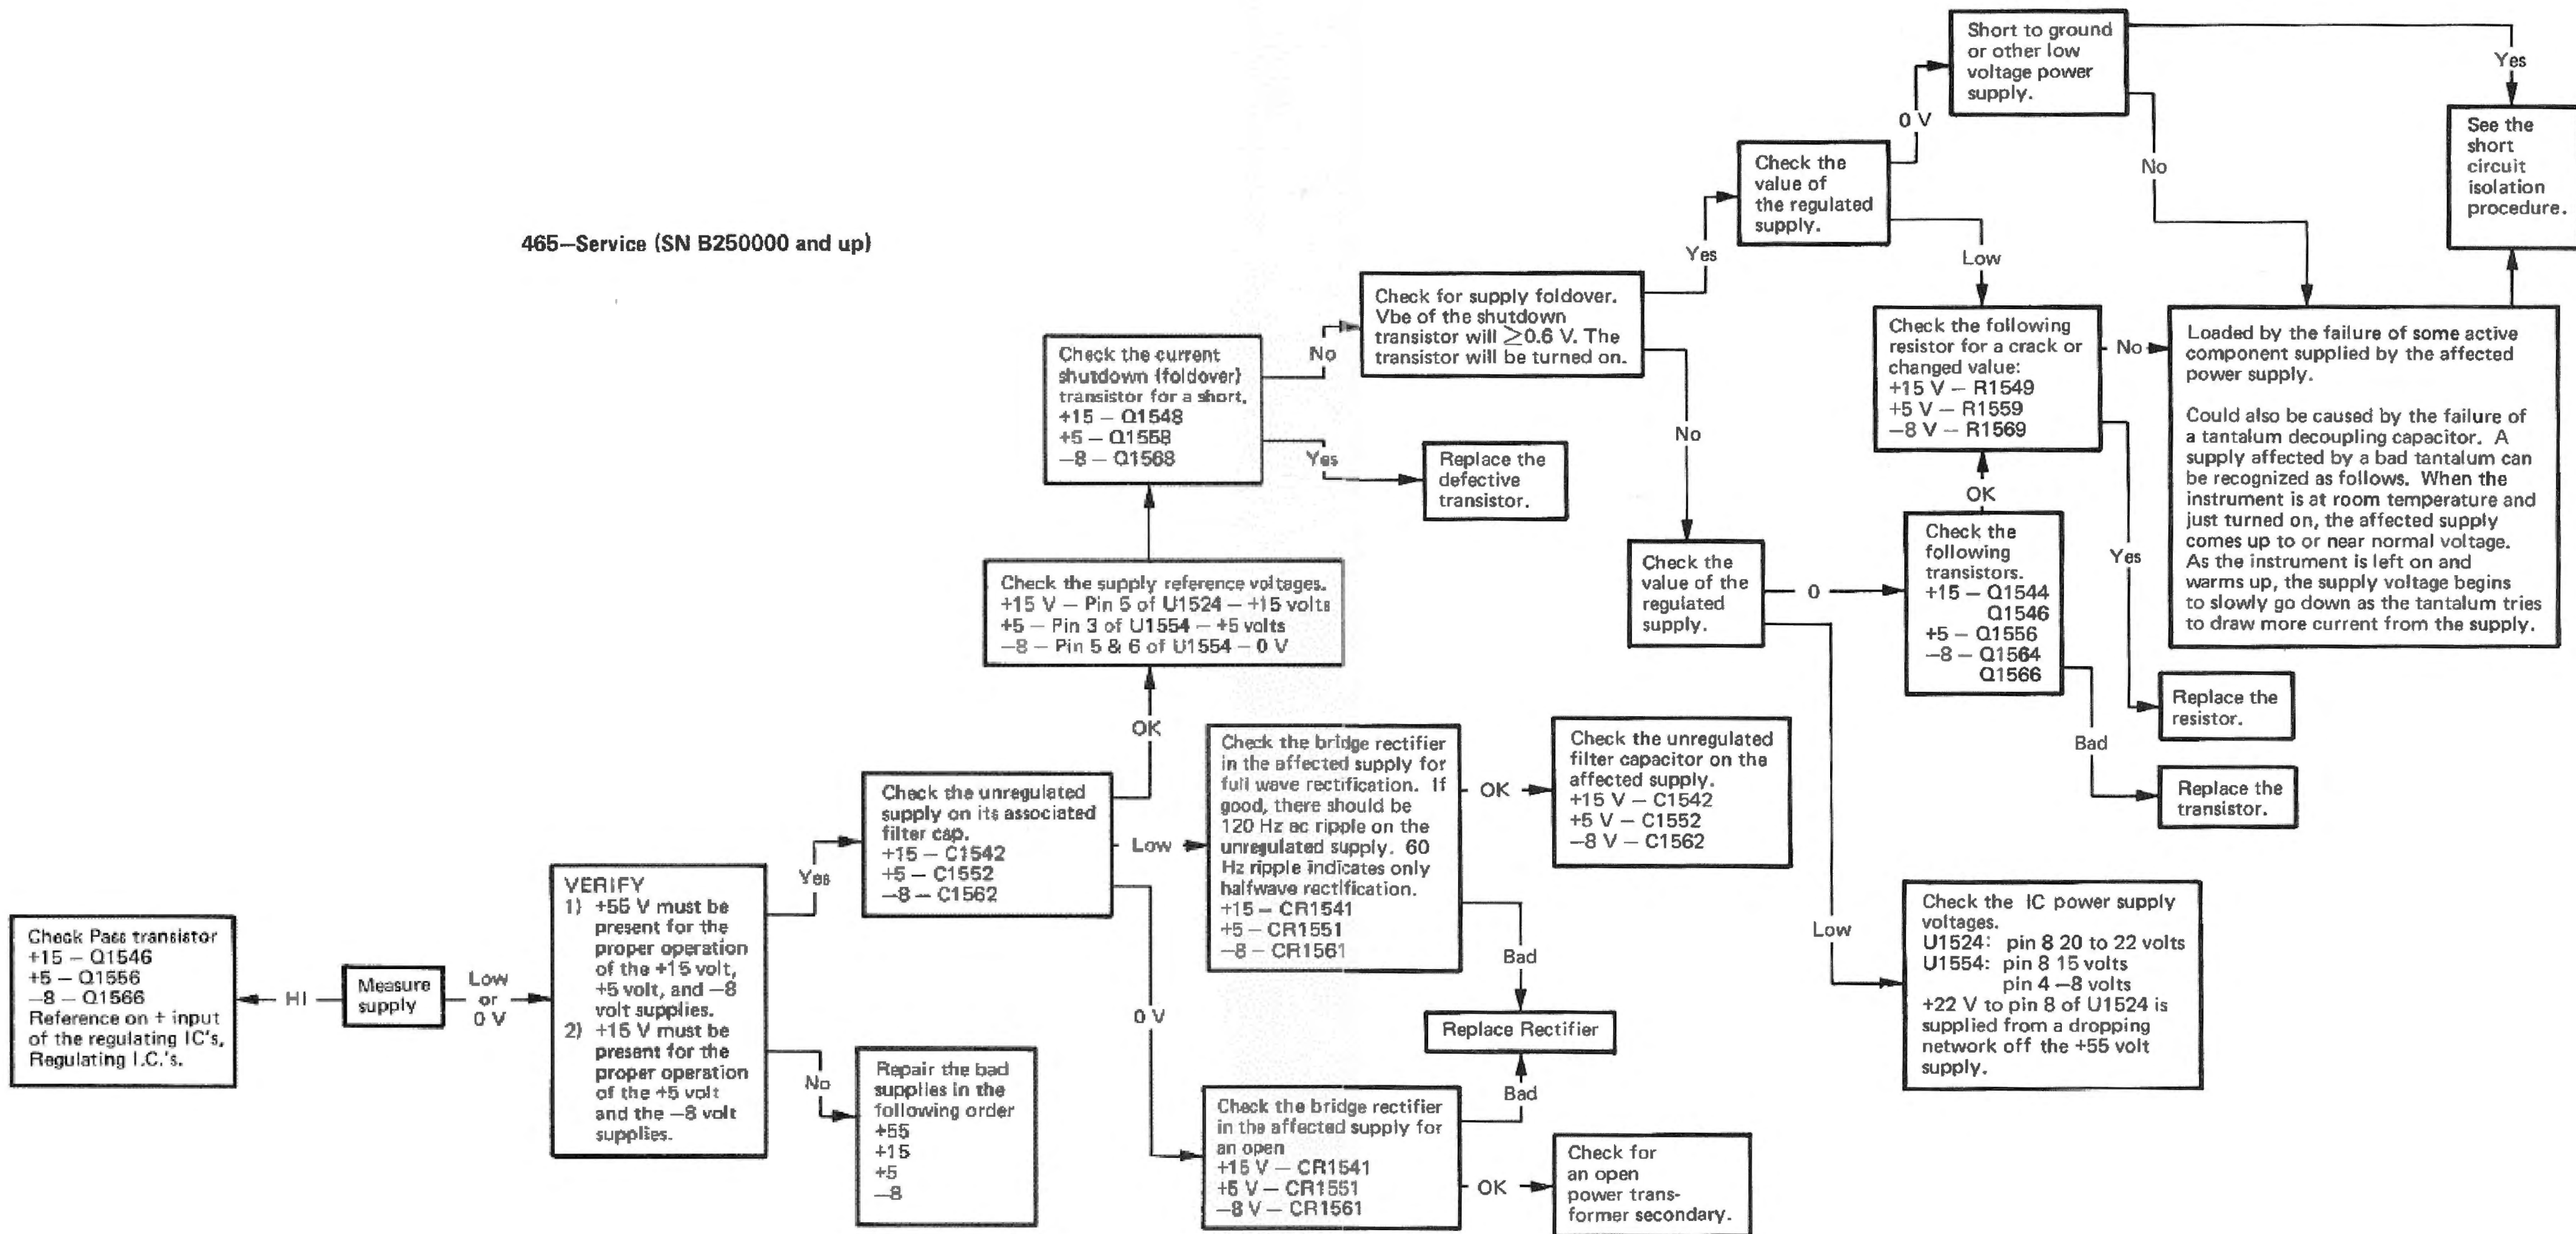 465—Service (SN B250000 and up)
Check Pass transistor
+15 — Q1546
+5 — Q1556
—8 — Q1566
Reference on + input
of the regulating IC's,
Regulating I.C.'s.
HI
Measure
supply
Low
or
0 V
VERIFY
1) +55 V must be
present for the
proper operation
of the +15 volt,
+5 volt, and —8
volt supplies.
2) +15 V must be
present for the
proper operation
of the +5 volt
and the —8 volt
supplies.
Yes
No
Repair the bad
supplies in the
following order
+55
+15
+5
—8
Check the unregulated
supply on its associated
filter cap.
+15 — C1542
+5 — C1552
—8 — C1562
OK
Low
0 V
Check the supply reference voltages.
+15 V — Pin 5 of U1524 — +15 volts
+5 — Pin 3 of U1554 — +5 volts
—8 — Pin 5 & 6 of U1554 — 0 V
Check the current
shutdown (foldover)
transistor for a short.
+15 — Q1548
+5 — Q1558
—8 — Q1568
No
Yes
Replace the
defective
transistor.
Check the bridge rectifier
in the affected supply for
full wave rectification. If
good, there should be
120 Hz ac ripple on the
unregulated supply. 60
Hz ripple indicates only
halfwave rectification.
+15 — CR1541
+5 — CR1551
—8 — CR1561
OK
Bad
Check the unregulated
filter capacitor on the
affected supply.
+15 V — C1542
+5 V — C1552
—8 V — C1562
Replace Rectifier
Bad
Check the bridge rectifier
in the affected supply for
an open
+15 V — CR1541
+5 V — CR1551
—8 V — CR1561
OK
Check for
an open
power trans-
former secondary.
Check for supply foldover.
Vbe of the shutdown
transistor will ≥0.6 V. The
transistor will be turned on.
Yes
No
Check the
value of
the regulated
supply.
0 V
Low
Short to ground
or other low
voltage power
supply.
Yes
No
See the
short
circuit
isolation
procedure.
Check the following
resistor for a crack or
changed value:
+15 V — R1549
+5 V — R1559
—8 V — R1569
No
Yes
OK
Loaded by the failure of some active
component supplied by the affected
power supply.
Could also be caused by the failure of
a tantalum decoupling capacitor. A
supply affected by a bad tantalum can
be recognized as follows. When the
instrument is at room temperature and
just turned on, the affected supply
comes up to or near normal voltage.
As the instrument is left on and
warms up, the supply voltage begins
to slowly go down as the tantalum tries
to draw more current from the supply.
Check the
value of the
regulated
supply.
0
Low
Check the
following
transistors.
+15 — Q1544
Q1546
+5 — Q1556
—8 — Q1564
Q1566
Bad
Replace the
resistor.
Replace the
transistor.
Check the IC power supply
voltages.
U1524: pin 8 20 to 22 volts
U1554: pin 8 15 volts
pin 4 —8 volts
+22 V to pin 8 of U1524 is
supplied from a dropping
network off the +55 volt
supply.